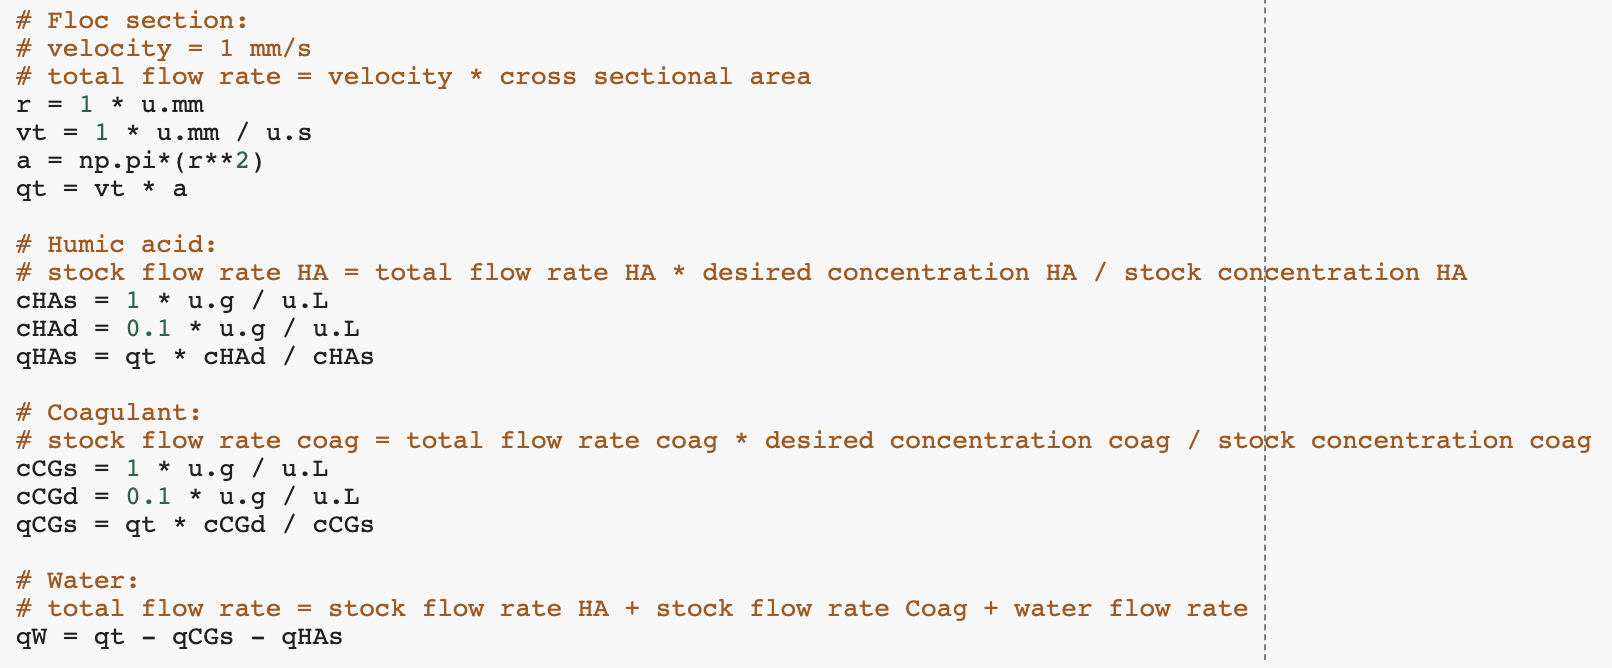 # Floc section:
# velocity = 1 mm/s
# total flow rate = velocity * cross sectional area
r = 1 * u.mm
vt = 1 * u.mm / u.s
a = np.pi*(r**2)
qt = vt * a
# Humic acid:
# stock flow rate HA = total flow rate HA * desired concentration HA / stock concentration HA
cHAs = 1 * u.g / u.L
cHAd = 0.1 * u.g / u.L
qHAs = qt * cHAd / cHAs
# Coagulant:
# stock flow rate coag = total flow rate coag * desired concentration coag / stock concentration coag
cCGs = 1 * u.g / u.L
cCGd = 0.1 * u.g / u.L
qCGs = qt * cCGd / cCGs
# Water:
# total flow rate = stock flow rate HA + stock flow rate Coag + water flow rate
qW = qt - qCGs - qHAs